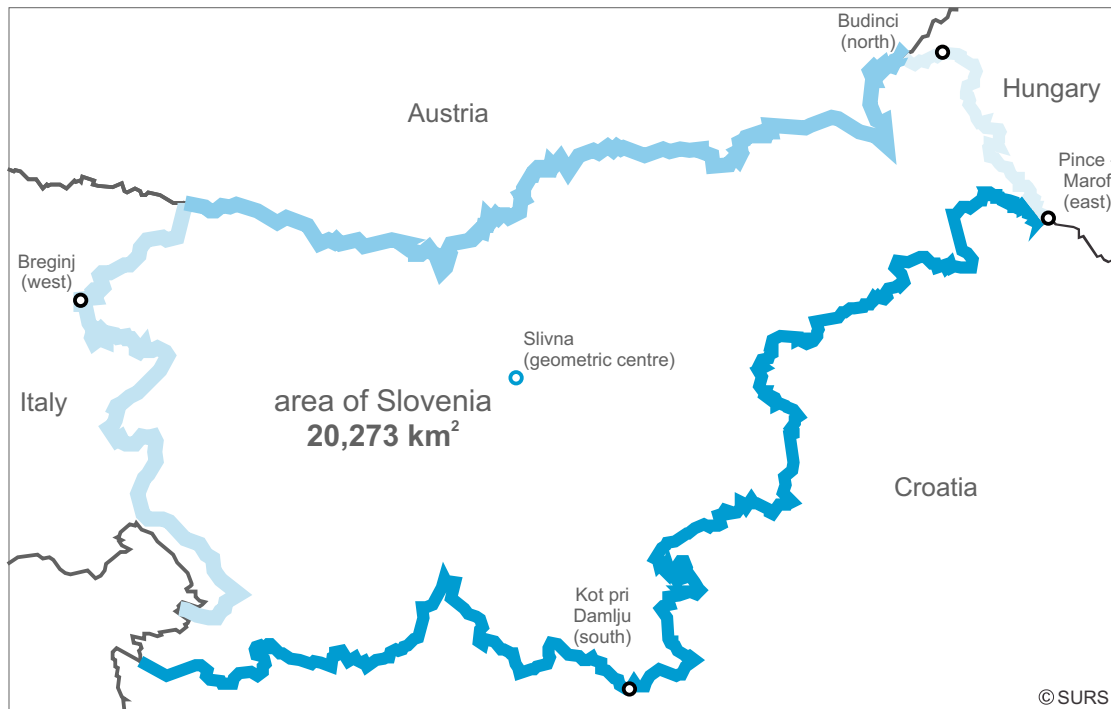 Budinci
(north)
Hungary
Austria
Pince -
Marof
(east)
Breginj
(west)
Slivna
(geometric centre)
Italy
area of Slovenia
20,273 km²
Croatia
Kot pri
Damlju
(south)
© SURS